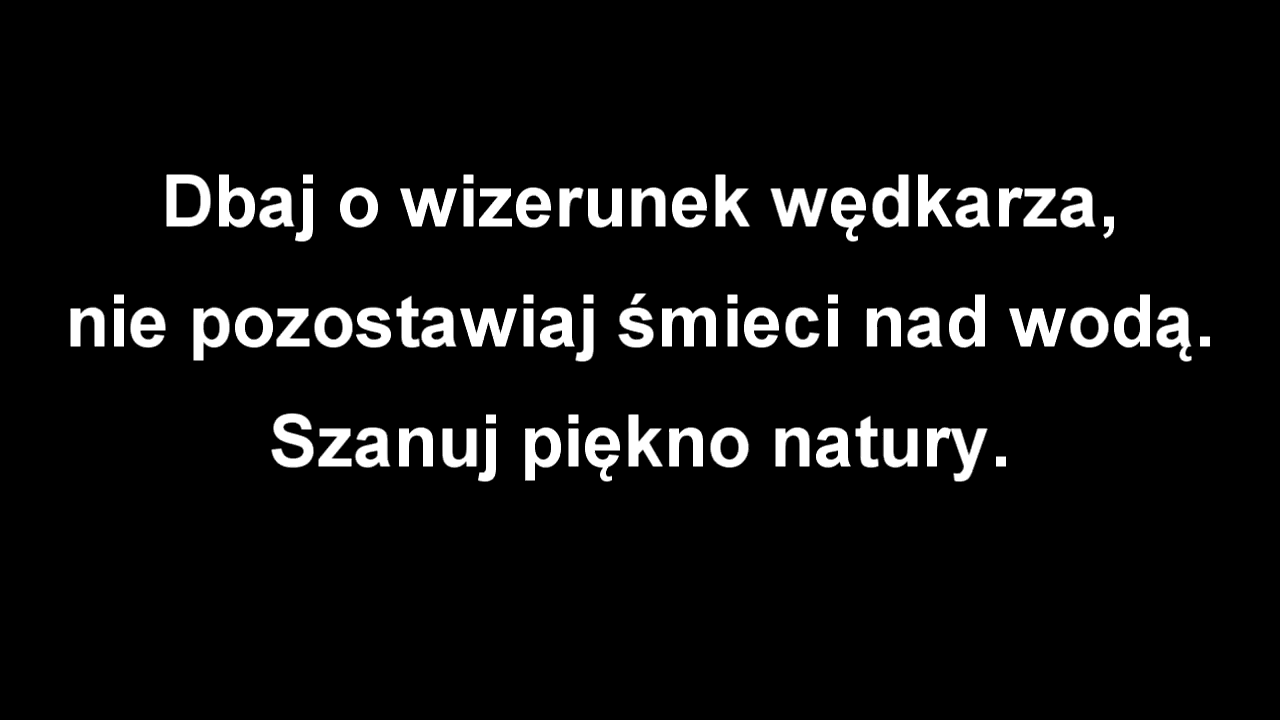 Dbaj o wizerunek wędkarza,
nie pozostawiaj śmieci nad wodą.
Szanuj piękno natury.